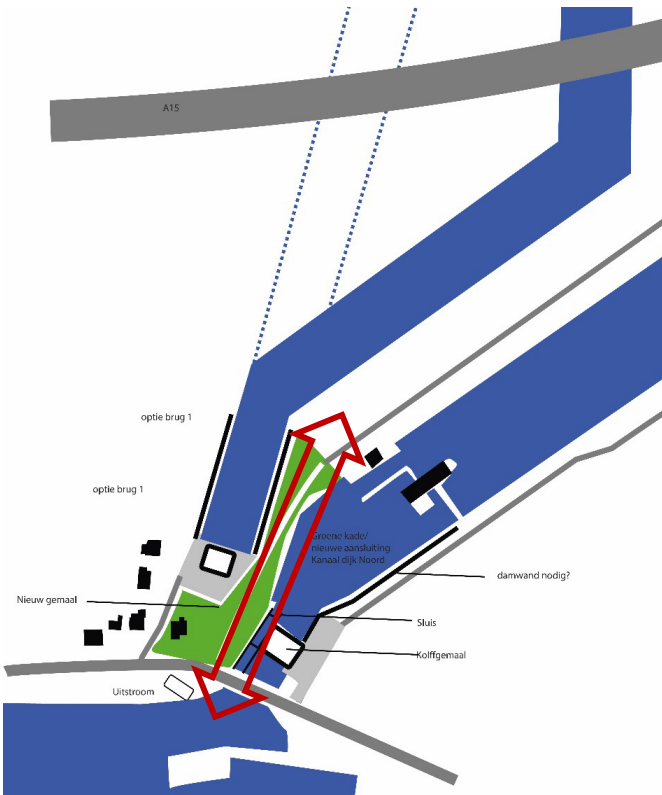 A15
optie brug 1
optie brug 1
Groene kade/
nieuwe aansluiting
Kanaal dijk Noord
damwand nodig?
Nieuw gemaal
Sluis
Kolffgemaal
Uitstroom